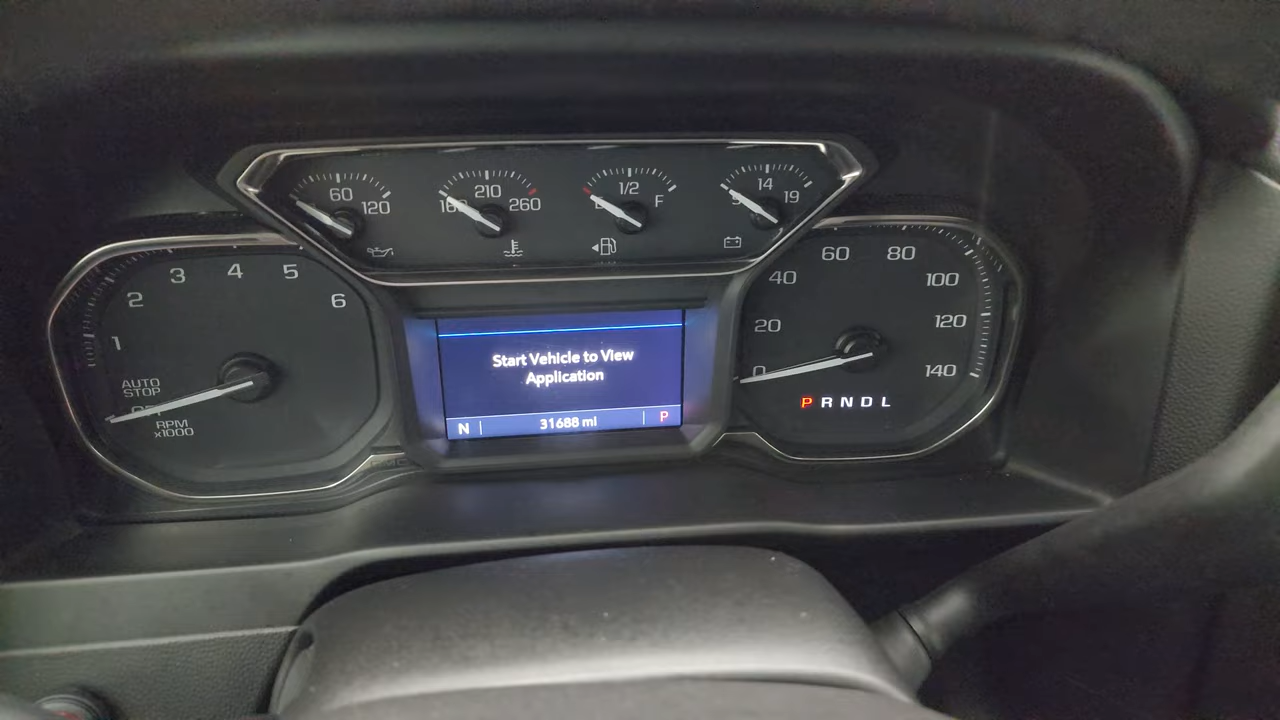 60
120
210
260
1/2
F
14
19
1
2
3
4
5
6
AUTO
STOP
RPM
x1000
Start Vehicle to View
Application
N
31688 mi
P
0
20
40
60
80
100
120
140
P R N D L